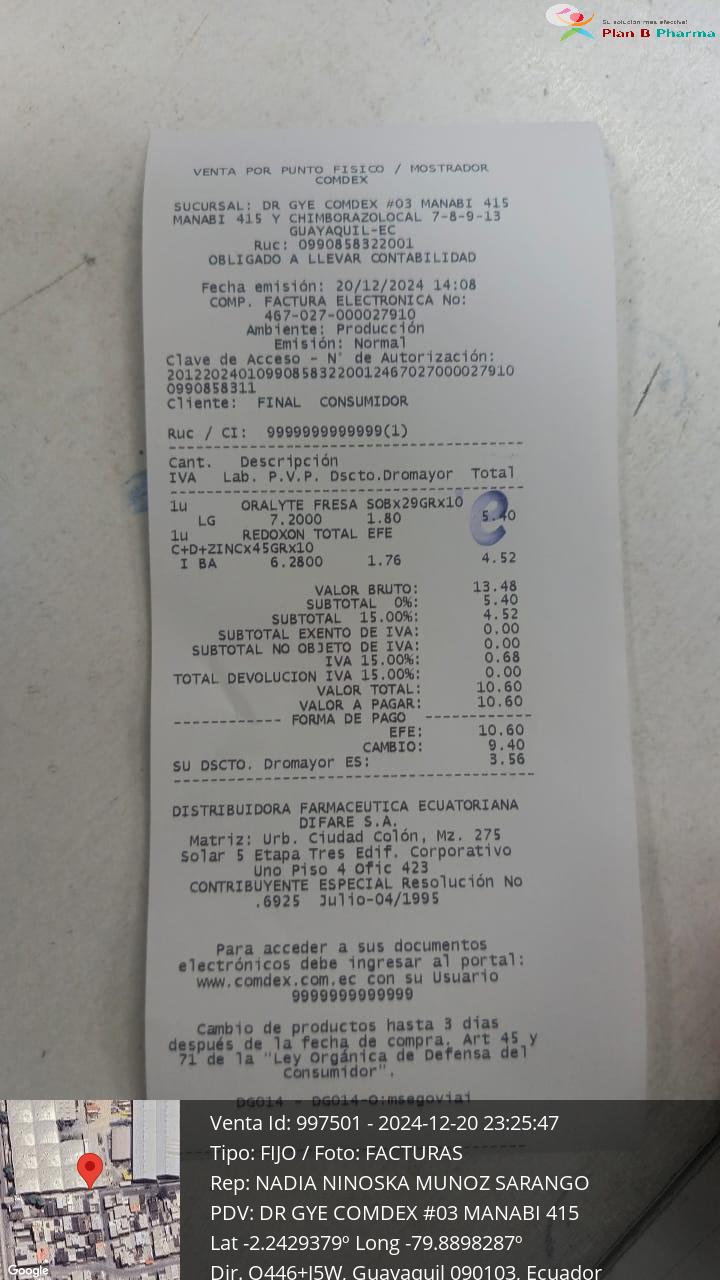 Su solución mas efectiva!
Plan B Pharma
VENTA POR PUNTO FISICO / MOSTRADOR
COMDEX
SUCURSAL: DR GYE COMDEX #03 MANABI 415
MANABI 415 Y CHIMBORAZOLOCAL 7-8-9-13
GUAYAQUIL-EC
Ruc: 0990858322001
OBLIGADO A LLEVAR CONTABILIDAD
Fecha emisión: 20/12/2024 14:08
COMP. FACTURA ELECTRONICA No:
467-027-000027910
Ambiente: Producción
Emisión: Normal
Clave de Acceso - N° de Autorización:
201220240109908583220012467027000027910
0990858311
Cliente: FINAL CONSUMIDOR
Ruc / CI: 9999999999999(1)
Cant. Descripción
IVA Lab. P.V.P. Dscto.Dromayor Total
1u ORALYTE FRESA SOBx29GRx10
LG 7.2000 1.80 5.40
1u REDOXON TOTAL EFE
C+D+ZINCx45GRx10
I BA 6.2800 1.76 4.52
VALOR BRUTO: 13.48
SUBTOTAL 0%: 5.40
SUBTOTAL 15.00%: 4.52
SUBTOTAL EXENTO DE IVA: 0.00
SUBTOTAL NO OBJETO DE IVA: 0.00
IVA 15.00%: 0.68
TOTAL DEVOLUCION IVA 15.00%: 0.00
VALOR TOTAL: 10.60
VALOR A PAGAR: 10.60
------------ FORMA DE PAGO ------------
EFE: 10.60
CAMBIO: 9.40
SU DSCTO. Dromayor ES: 3.56
DISTRIBUIDORA FARMACEUTICA ECUATORIANA
DIFARE S.A.
Matriz: Urb. Ciudad Colón, Mz. 275
Solar 5 Etapa Tres Edif. Corporativo
Uno Piso 4 Ofic 423
CONTRIBUYENTE ESPECIAL Resolución No
.6925 Julio-04/1995
Para acceder a sus documentos
electrónicos debe ingresar al portal:
www.comdex.com.ec con su Usuario
9999999999999
Cambio de productos hasta 3 días
después de la fecha de compra. Art 45 y
71 de la "Ley Orgánica de Defensa del
Consumidor".
DG014 - DG014-O:msegoviai
Venta Id: 997501 - 2024-12-20 23:25:47
Tipo: FIJO / Foto: FACTURAS
Rep: NADIA NINOSKA MUNOZ SARANGO
PDV: DR GYE COMDEX #03 MANABI 415
Lat -2.2429379º Long -79.8898287º
Dir. Q446+J5W, Guayaquil 090103, Ecuador
Google